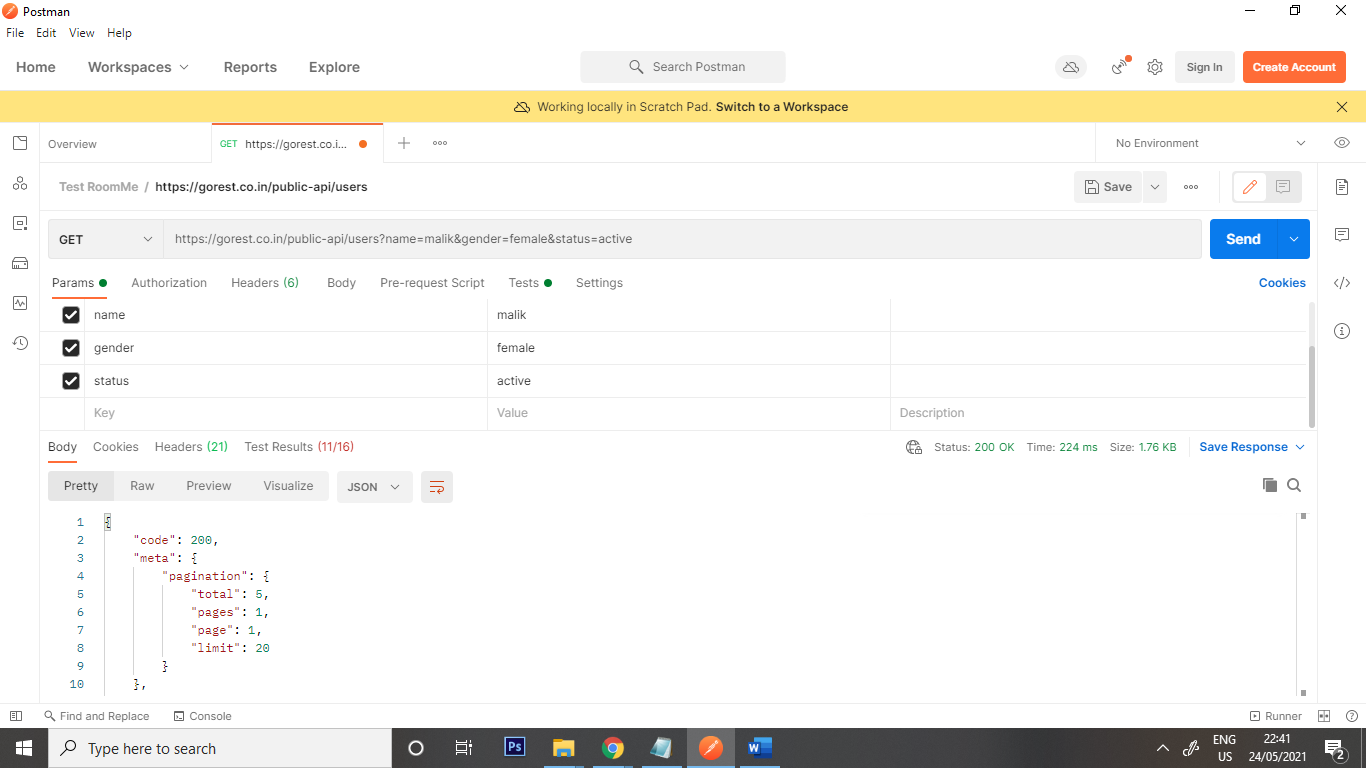 Postman
File Edit View Help
Home Workspaces Reports Explore Search Postman Sign In Create Account
Working locally in Scratch Pad. Switch to a Workspace
Overview GET https://gorest.co.i... No Environment
Test RoomMe / https://gorest.co.in/public-api/users Save
GET https://gorest.co.in/public-api/users?name=malik&gender=female&status=active Send
Params Authorization Headers (6) Body Pre-request Script Tests Settings Cookies
name malik
gender female
status active
Key Value Description
Body Cookies Headers (21) Test Results (11/16) Status: 200 OK Time: 224 ms Size: 1.76 KB Save Response
Pretty Raw Preview Visualize JSON
1 {
2 "code": 200,
3 "meta": {
4 "pagination": {
5 "total": 5,
6 "pages": 1,
7 "page": 1,
8 "limit": 20
9 }
10 },
Find and Replace Console Runner
Type here to search Ps W ENG 22:41
US 24/05/2021 2